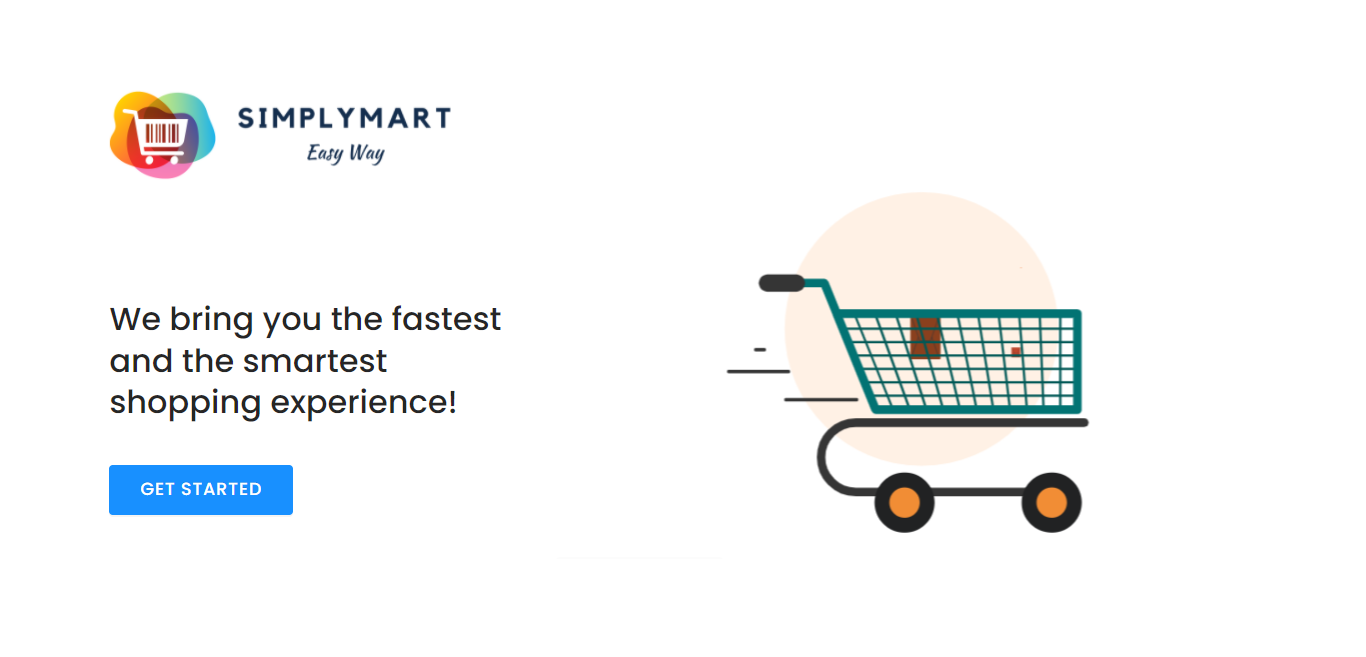 SIMPLYMART
Easy Way
We bring you the fastest
and the smartest
shopping experience!
GET STARTED